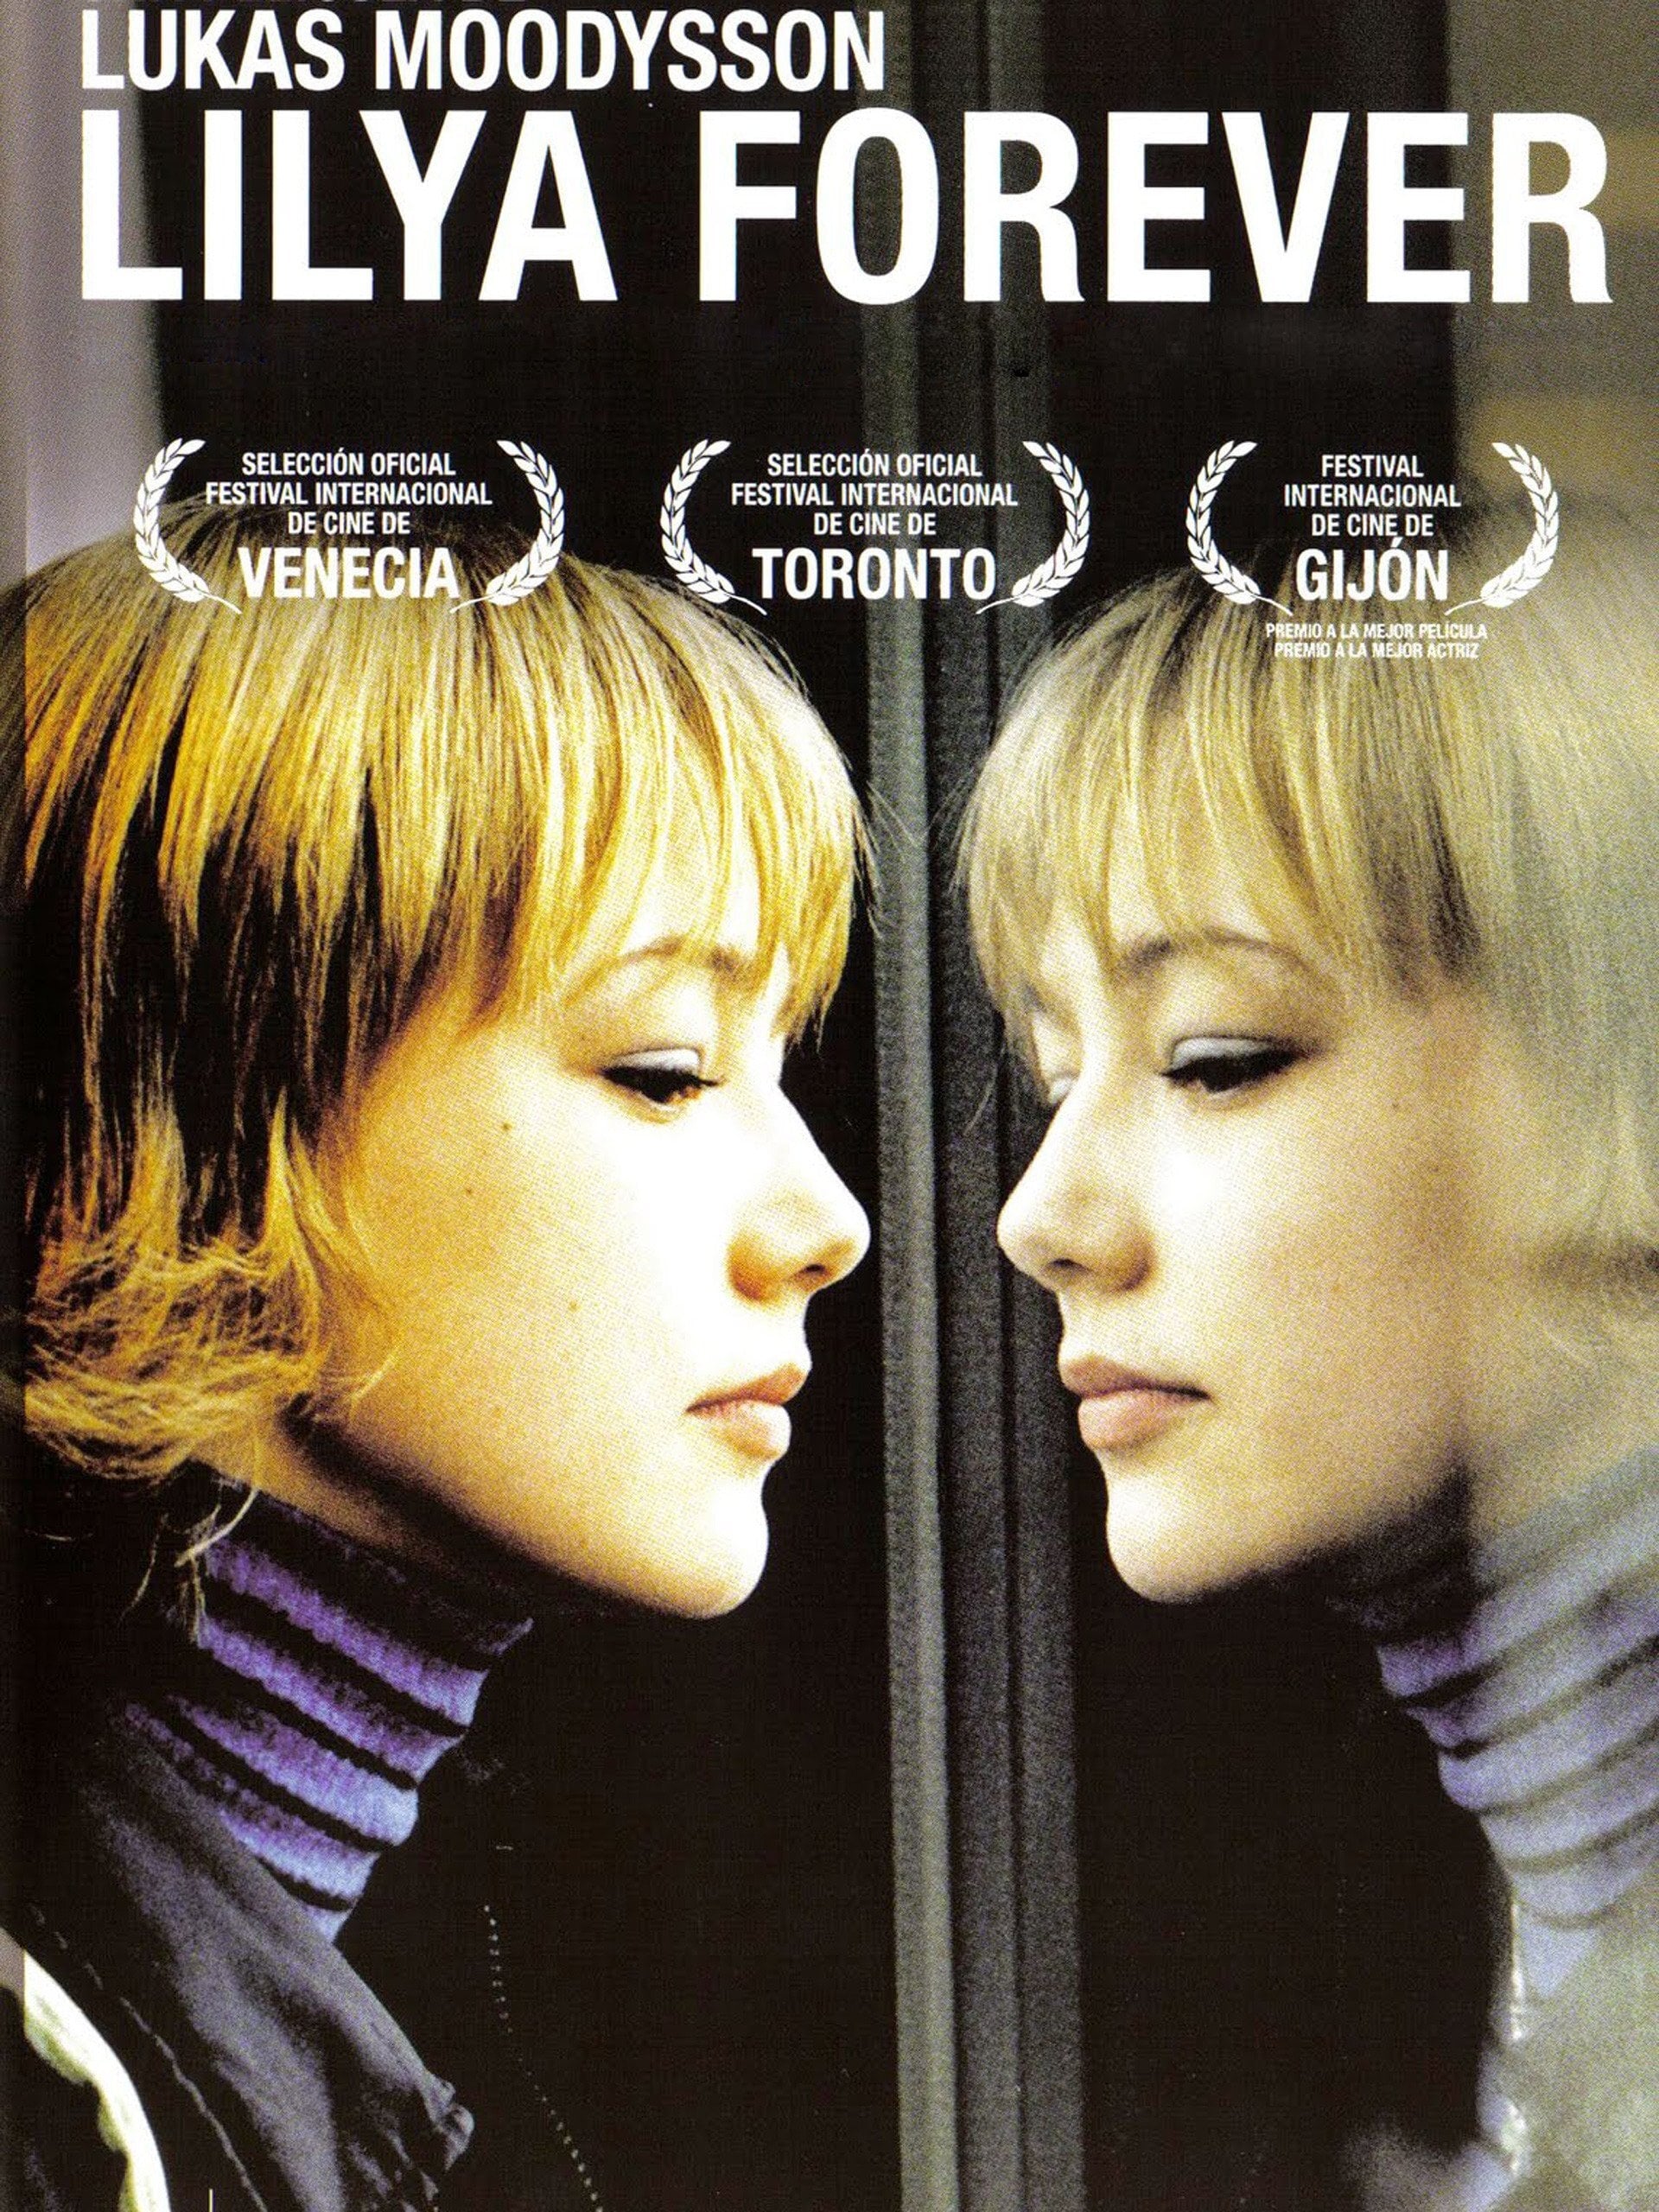 LUKAS MOODYSSON
LILYA FOREVER
SELECCIÓN OFICIAL
FESTIVAL INTERNACIONAL
DE CINE DE
VENECIA
SELECCIÓN OFICIAL
FESTIVAL INTERNACIONAL
DE CINE DE
TORONTO
FESTIVAL
INTERNACIONAL
DE CINE DE
GIJÓN
PREMIO A LA MEJOR PELÍCULA
PREMIO A LA MEJOR ACTRIZ